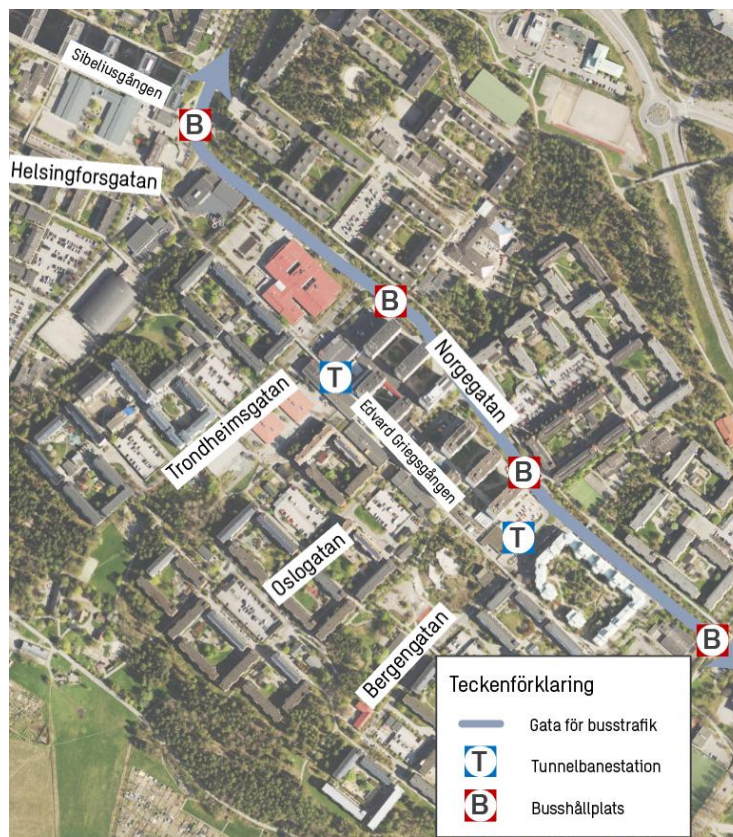 Sibeliusgången
B
Helsingforsgatan
B
Norgegatan
T
Trondheimsgatan
Edvard Griegsgången
B
T
Oslogatan
Bergengatan
B
Teckenförklaring
Gata för busstrafik
T Tunnelbanestation
B Busshållplats